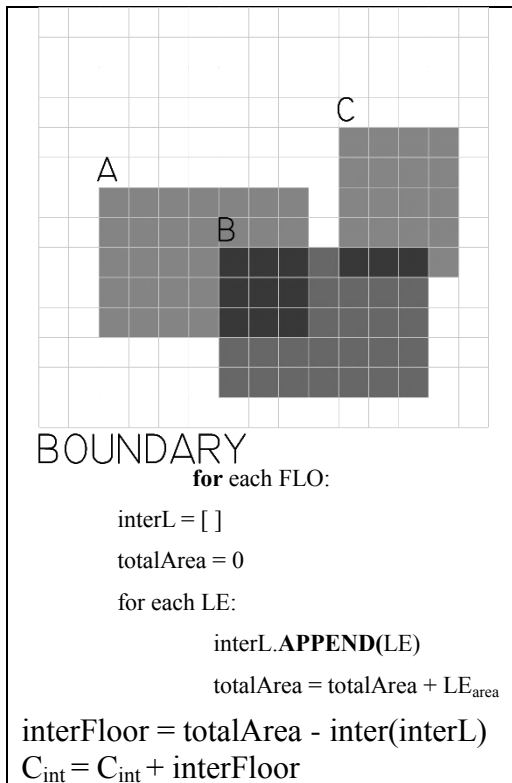 C
A
B
BOUNDARY
for each FLO:
interL = [ ]
totalArea = 0
for each LE:
interL.APPEND(LE)
totalArea = totalArea + LEarea
interFloor = totalArea - inter(interL)
Cint = Cint + interFloor